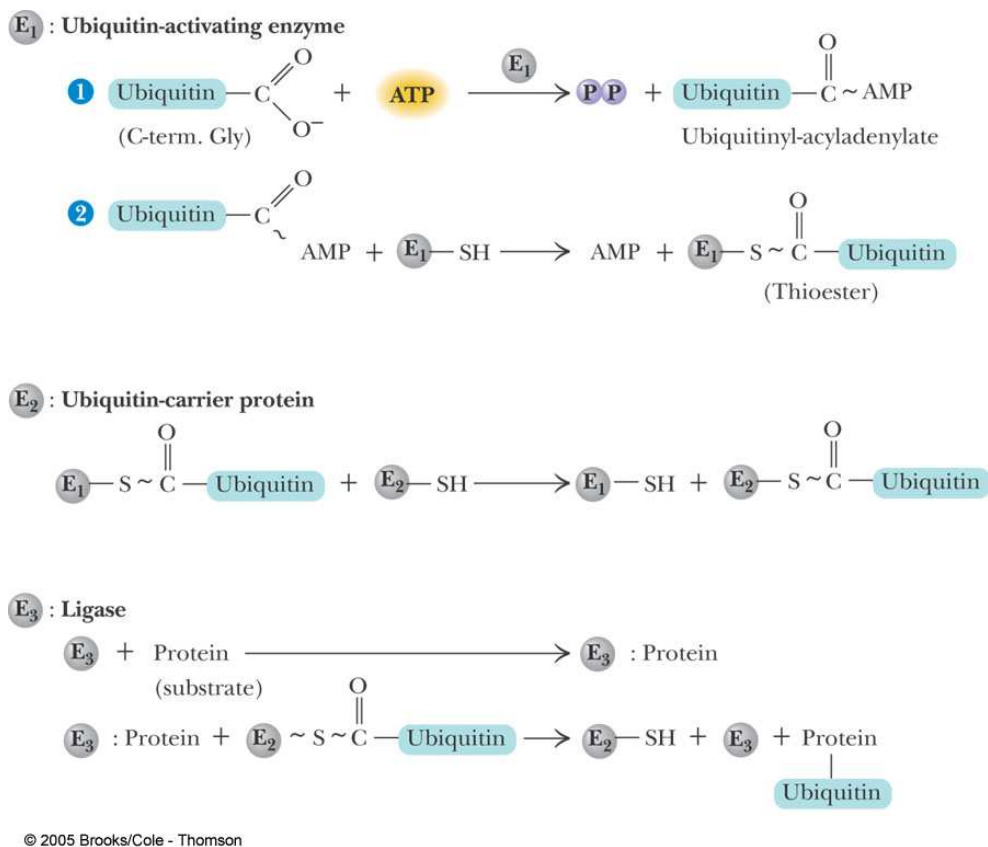 E1 : Ubiquitin-activating enzyme
O O
E1
1 Ubiquitin — C + ATP → P P + Ubiquitin — C ~ AMP
O−
(C-term. Gly) Ubiquitinyl-acyladenylate
O O
2 Ubiquitin — C
~ AMP + E1 — SH → AMP + E1 — S ~ C — Ubiquitin
(Thioester)
E2 : Ubiquitin-carrier protein
O O
E1 — S ~ C — Ubiquitin + E2 — SH → E1 — SH + E2 — S ~ C — Ubiquitin
E3 : Ligase
E3 + Protein → E3 : Protein
(substrate)
O
E3 : Protein + E2 ~ S ~ C — Ubiquitin → E2 — SH + E3 + Protein
Ubiquitin
© 2005 Brooks/Cole - Thomson